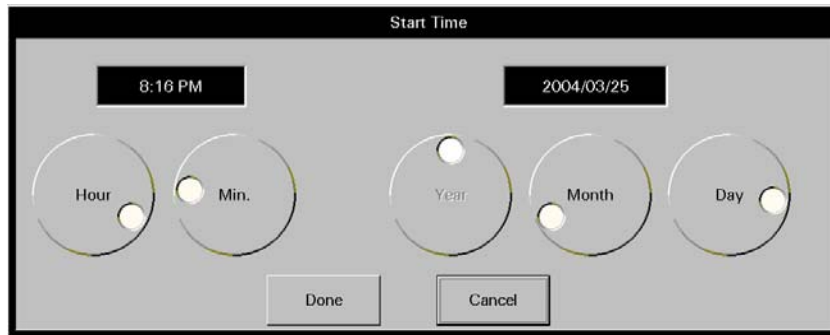 Start Time
8:16 PM
2004/03/25
Hour
Min.
Year
Month
Day
Done
Cancel